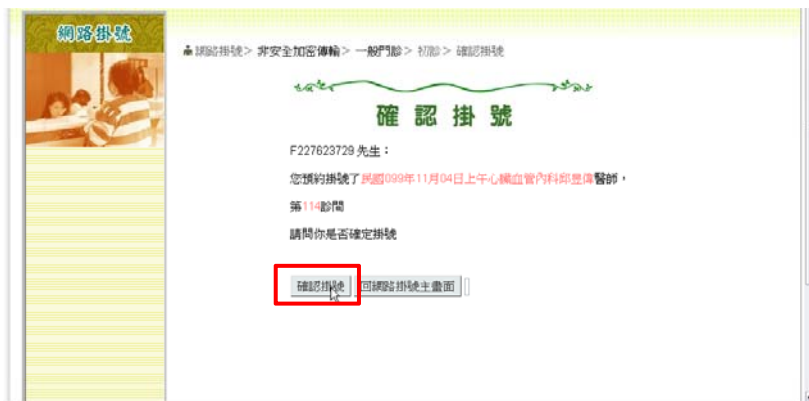 網路掛號
網路掛號> 非安全加密傳輸> 一般門診> 初診> 確認掛號
確認掛號
F227623729 先生：
您預約掛號了民國099年11月04日上午心臟血管內科邱昱偉醫師，
第114診間
請問你是否確定掛號
確認掛號 回網路掛號主畫面